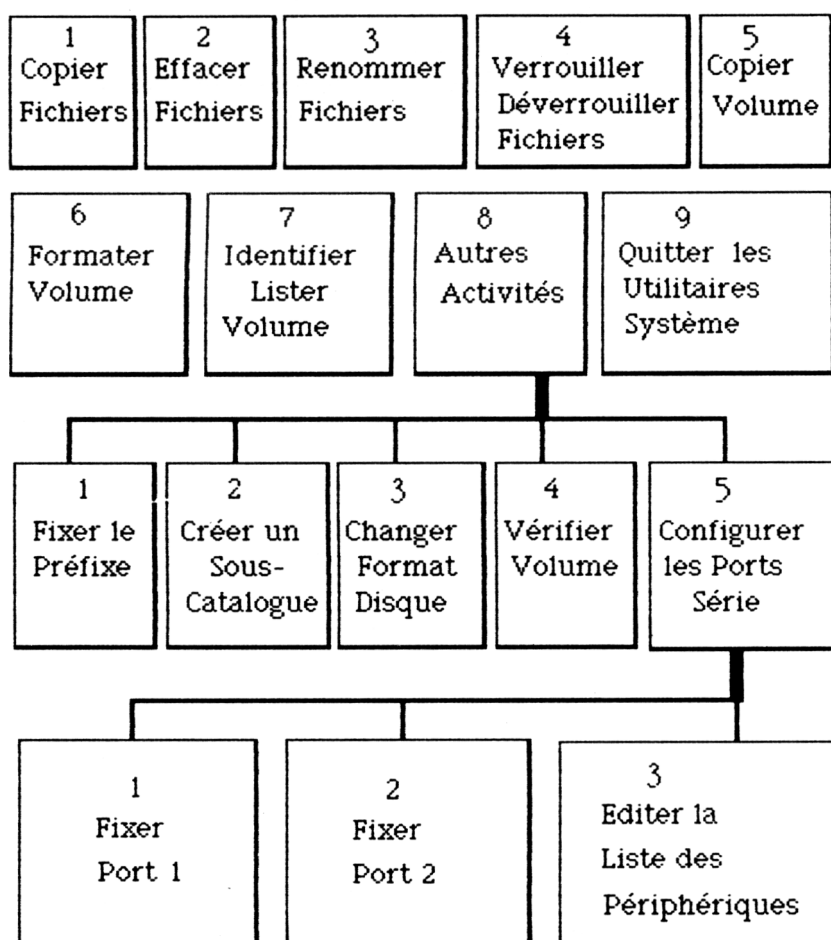 1
Copier
Fichiers
2
Effacer
Fichiers
3
Renommer
Fichiers
4
Verrouiller
Déverrouiller
Fichiers
5
Copier
Volume
6
Formater
Volume
7
Identifier
Lister
Volume
8
Autres
Activités
9
Quitter les
Utilitaires
Système
1
Fixer le
Préfixe
2
Créer un
Sous-
Catalogue
3
Changer
Format
Disque
4
Vérifier
Volume
5
Configurer
les Ports
Série
1
Fixer
Port 1
2
Fixer
Port 2
3
Editer la
Liste des
Périphériques